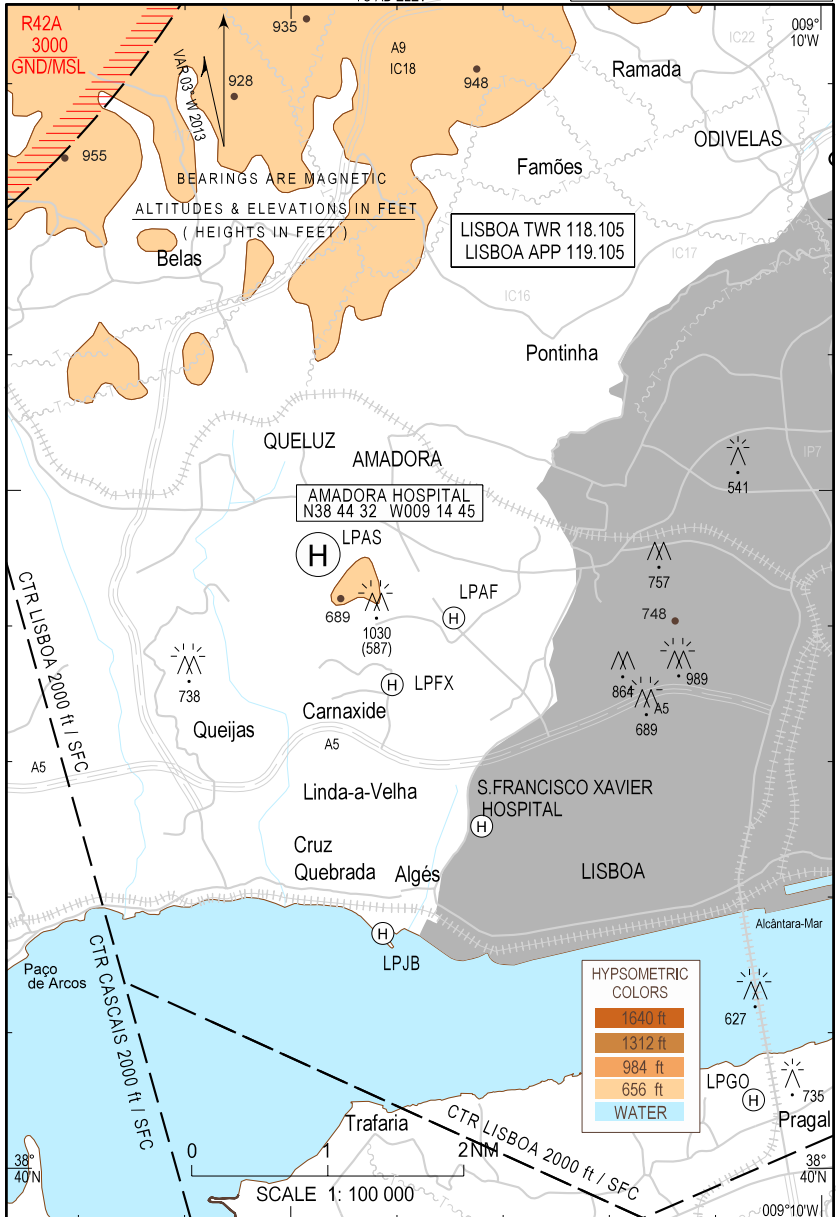 R42A
3000
GND/MSL
935
A9
IC18
IC22
009°
10'W
VAR 03° W 2013
928
948
Ramada
955
ODIVELAS
Famões
BEARINGS ARE MAGNETIC
ALTITUDES & ELEVATIONS IN FEET
( HEIGHTS IN FEET )
Belas
LISBOA TWR 118.105
LISBOA APP 119.105
IC17
IC16
Pontinha
QUELUZ
AMADORA
IP7
541
AMADORA HOSPITAL
N38 44 32 W009 14 45
H
LPAS
757
LPAF
H
689
1030
(587)
748
CTR LISBOA 2000 ft / SFC
738
H
LPFX
864
989
A5
689
Queijas
Carnaxide
A5
A5
Linda-a-Velha
S.FRANCISCO XAVIER
HOSPITAL
H
Cruz
Quebrada
Algés
LISBOA
H
LPJB
Alcântara-Mar
Paço
de Arcos
CTR CASCAIS 2000 ft / SFC
HYPSOMETRIC
COLORS
1640 ft
1312 ft
984 ft
656 ft
WATER
627
LPGO
H
735
Pragal
Trafaria
CTR LISBOA 2000 ft / SFC
0
1
2NM
SCALE 1: 100 000
38°
40'N
38°
40'N
009°10'W